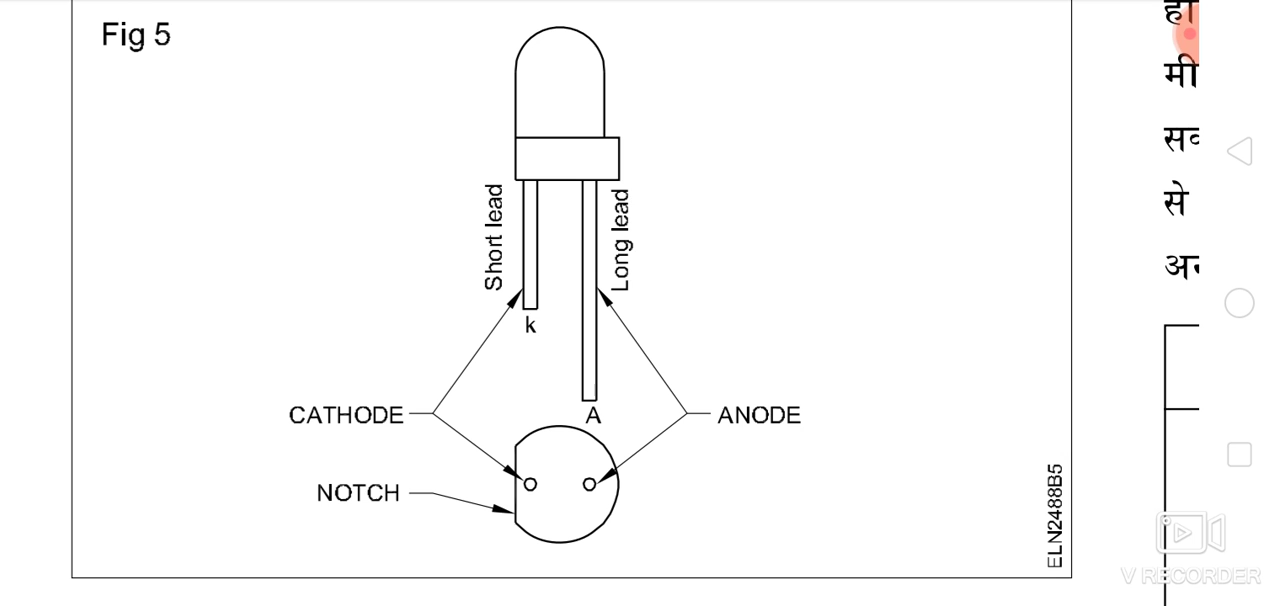 Fig 5
Short lead
Long lead
k
A
CATHODE
ANODE
NOTCH
ELN2488B5
मी
से
V RECORDER